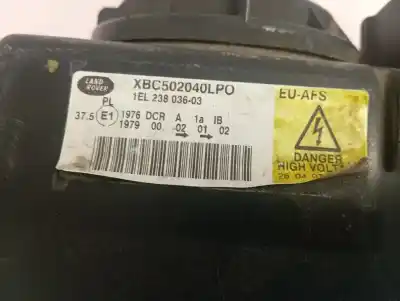 LAND
ROVER
XBC502040LPO
PL
1EL 238 036-03
37.5 E1 1976 DCR A 1a IB
1979 00 02 01 02
EU-AFS
DANGER
HIGH VOLT